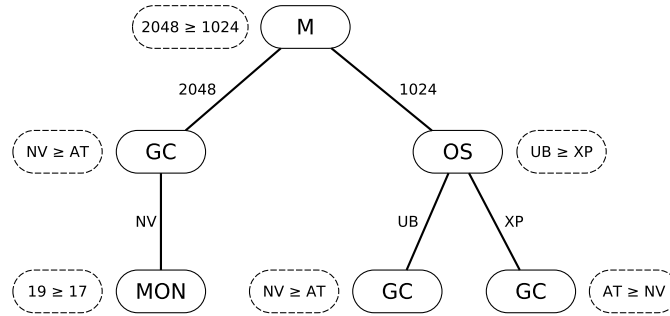 2048 ≥ 1024 M
2048 1024
NV ≥ AT GC OS UB ≥ XP
NV UB XP
19 ≥ 17 MON NV ≥ AT GC GC AT ≥ NV